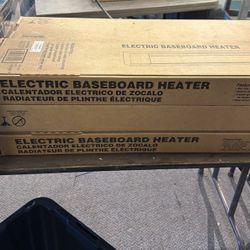 ELECTRIC BASEBOARD HEATER
ELECTRIC BASEBOARD HEATER
CALENTADOR ELECTRICO DE ZOCALO
RADIATEUR DE PLINTHE ÉLECTRIQUE
ELECTRIC BASEBOARD HEATER
CALENTADOR ELECTRICO DE ZOCALO
RADIATEUR DE PLINTHE ÉLECTRIQUE